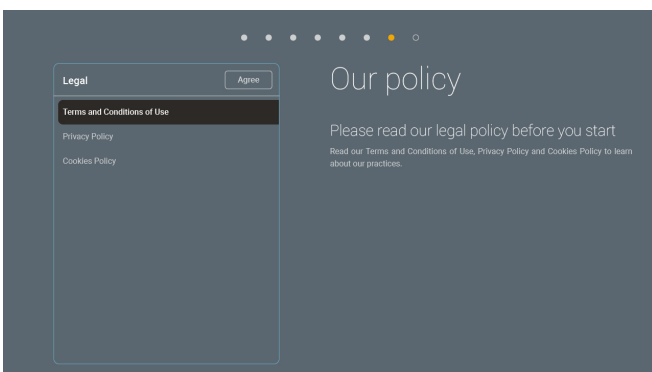 Legal
Agree
Terms and Conditions of Use
Privacy Policy
Cookies Policy
Our policy
Please read our legal policy before you start
Read our Terms and Conditions of Use, Privacy Policy and Cookies Policy to learn
about our practices.